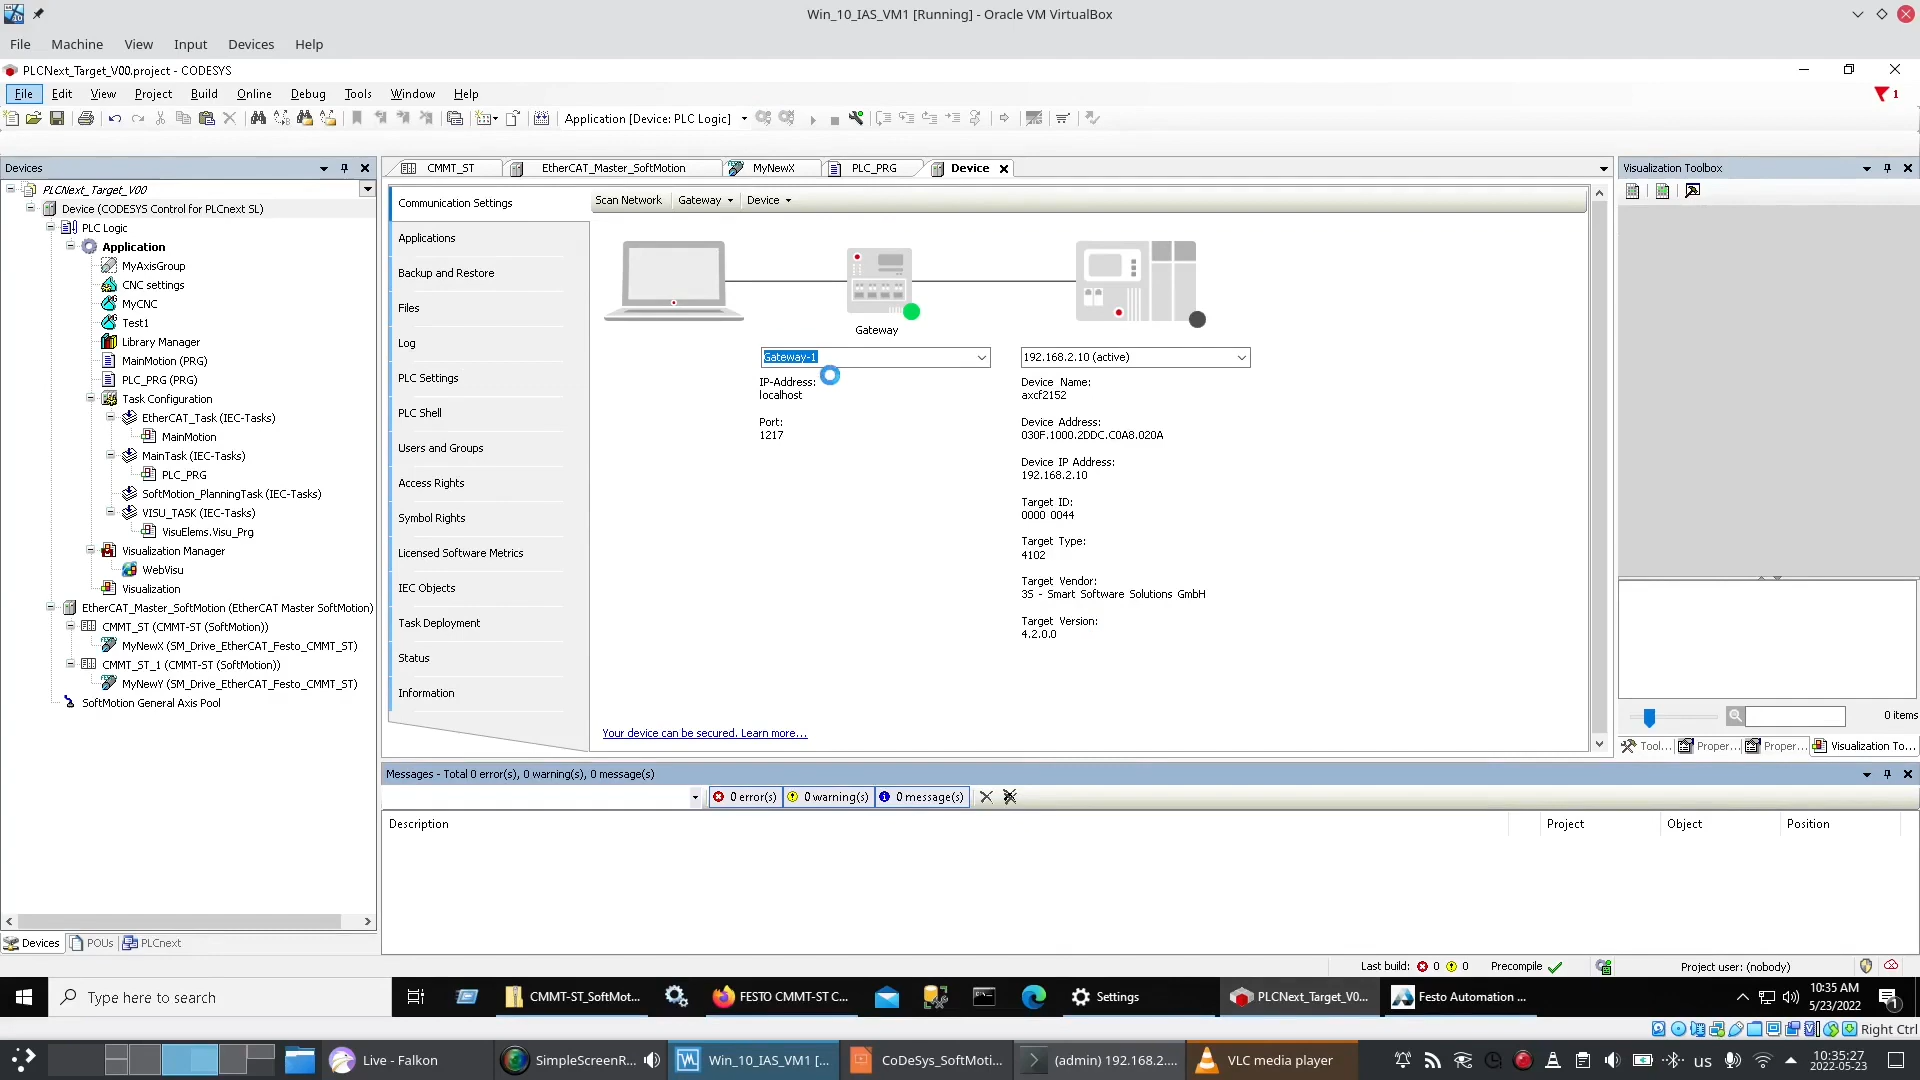 Win_10_IAS_VM1 [Running] - Oracle VM VirtualBox
File Machine View Input Devices Help
PLCNext_Target_V00.project - CODESYS
File Edit View Project Build Online Debug Tools Window Help
1
Application [Device: PLC Logic]
Devices
PLCNext_Target_V00
Device (CODESYS Control for PLCnext SL)
PLC Logic
Application
MyAxisGroup
CNC settings
MyCNC
Test1
Library Manager
MainMotion (PRG)
PLC_PRG (PRG)
Task Configuration
EtherCAT_Task (IEC-Tasks)
MainMotion
MainTask (IEC-Tasks)
PLC_PRG
SoftMotion_PlanningTask (IEC-Tasks)
VISU_TASK (IEC-Tasks)
VisuElems.Visu_Prg
Visualization Manager
WebVisu
Visualization
EtherCAT_Master_SoftMotion (EtherCAT Master SoftMotion)
CMMT_ST (CMMT-ST (SoftMotion))
MyNewX (SM_Drive_EtherCAT_Festo_CMMT_ST)
CMMT_ST_1 (CMMT-ST (SoftMotion))
MyNewY (SM_Drive_EtherCAT_Festo_CMMT_ST)
SoftMotion General Axis Pool
Devices POUs PLCnext
CMMT_ST EtherCAT_Master_SoftMotion MyNewX PLC_PRG Device
Communication Settings
Applications
Backup and Restore
Files
Log
PLC Settings
PLC Shell
Users and Groups
Access Rights
Symbol Rights
Licensed Software Metrics
IEC Objects
Task Deployment
Status
Information
Scan Network Gateway Device
Gateway
Gateway-1
IP-Address:
localhost
Port:
1217
192.168.2.10 (active)
Device Name:
axcf2152
Device Address:
030F.1000.2DDC.C0A8.020A
Device IP Address:
192.168.2.10
Target ID:
0000 0044
Target Type:
4102
Target Vendor:
3S - Smart Software Solutions GmbH
Target Version:
4.2.0.0
Your device can be secured. Learn more...
Visualization Toolbox
0 items
Tool... Proper... Proper... Visualization To...
Messages - Total 0 error(s), 0 warning(s), 0 message(s)
0 error(s) 0 warning(s) 0 message(s)
Description Project Object Position
Last build: 0 0 Precompile Project user: (nobody)
Type here to search
CMMT-ST_SoftMot... FESTO CMMT-ST C... Settings PLCNext_Target_V0... Festo Automation ...
10:35 AM
5/23/2022
1
Right Ctrl
Live - Falkon SimpleScreenR... Win_10_IAS_VM1 [... CoDeSys_SoftMoti... (admin) 192.168.2.... VLC media player
us
10:35:27
2022-05-23